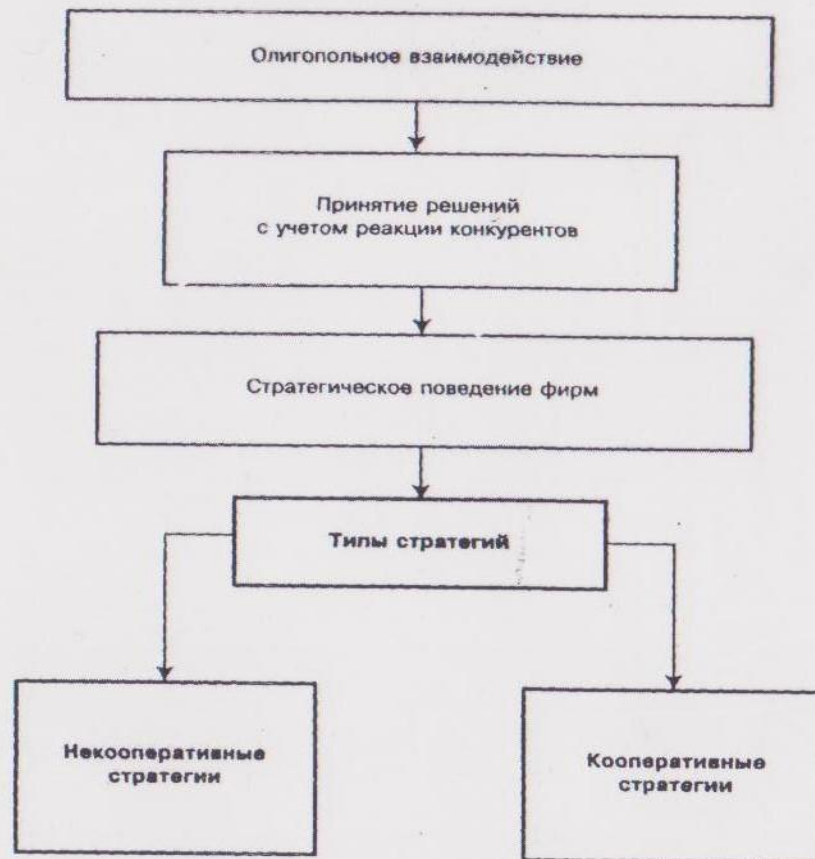 Олигопольное взаимодействие
Принятие решений
с учетом реакции конкурентов
Стратегическое поведение фирм
Типы стратегий
Некооперативные
стратегии
Кооперативные
стратегии